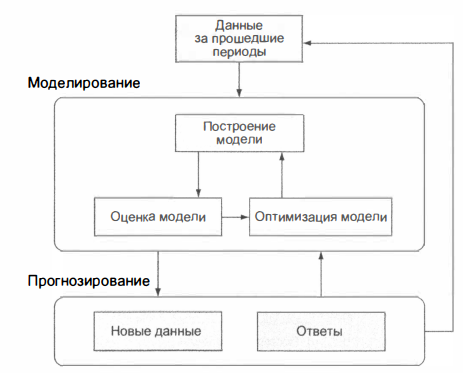 Данные
за прошедшие
периоды
Моделирование
Построение
модели
Оценка модели
Оптимизация модели
Прогнозирование
Новые данные
Ответы